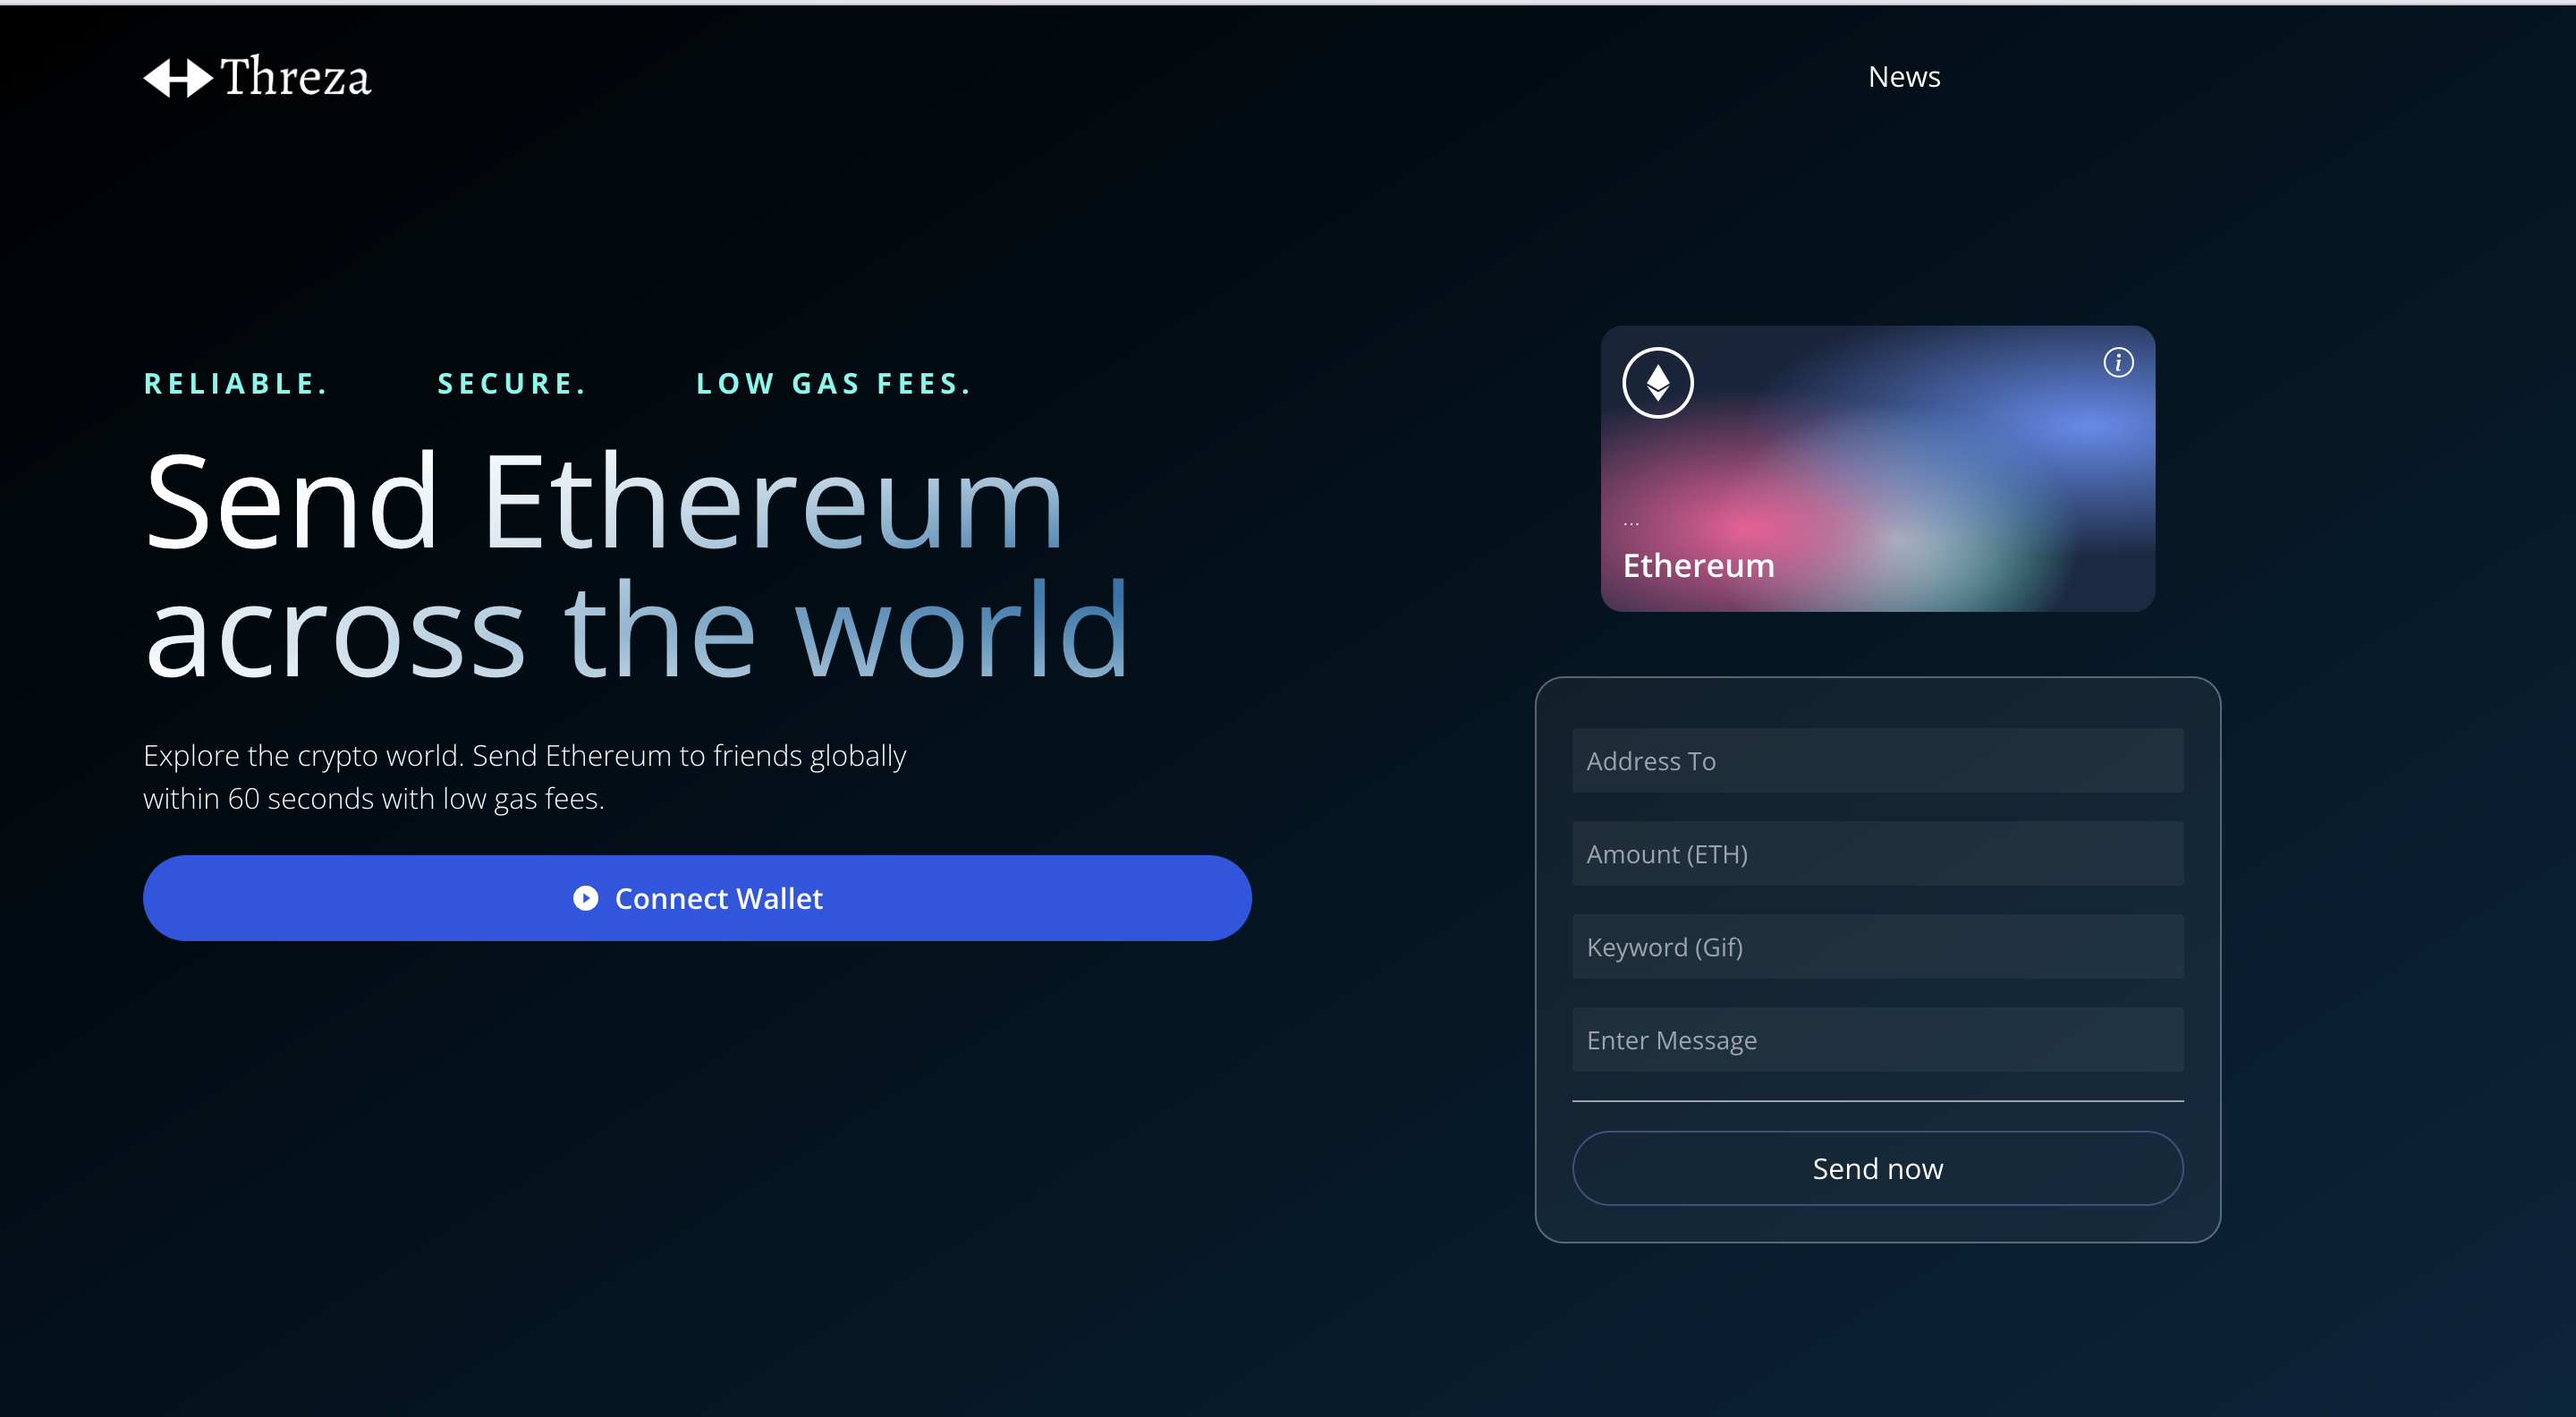 Threza
News
RELIABLE. SECURE. LOW GAS FEES.
Send Ethereum
across the world
Explore the crypto world. Send Ethereum to friends globally
within 60 seconds with low gas fees.
Connect Wallet
i
...
Ethereum
Address To
Amount (ETH)
Keyword (Gif)
Enter Message
Send now